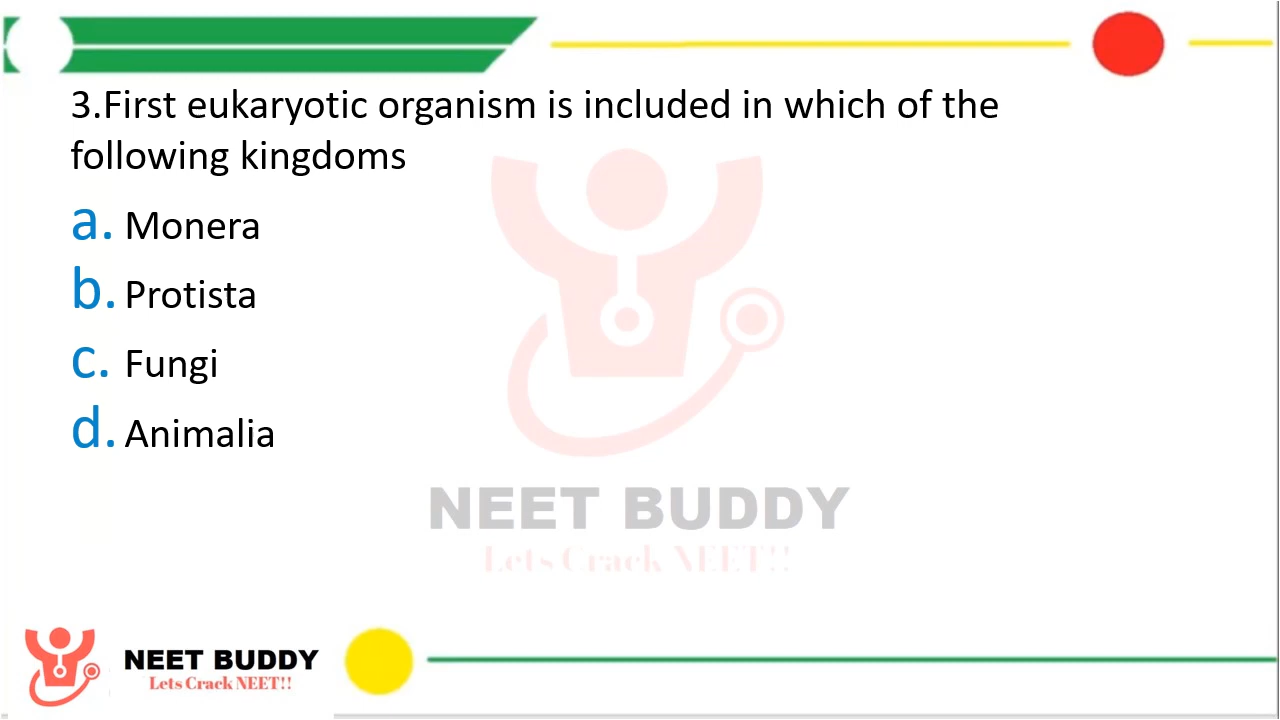 3.First eukaryotic organism is included in which of the
following kingdoms
a. Monera
b. Protista
c. Fungi
d. Animalia
NEET BUDDY
Lets Crack NEET!!
NEET BUDDY
Lets Crack NEET!!